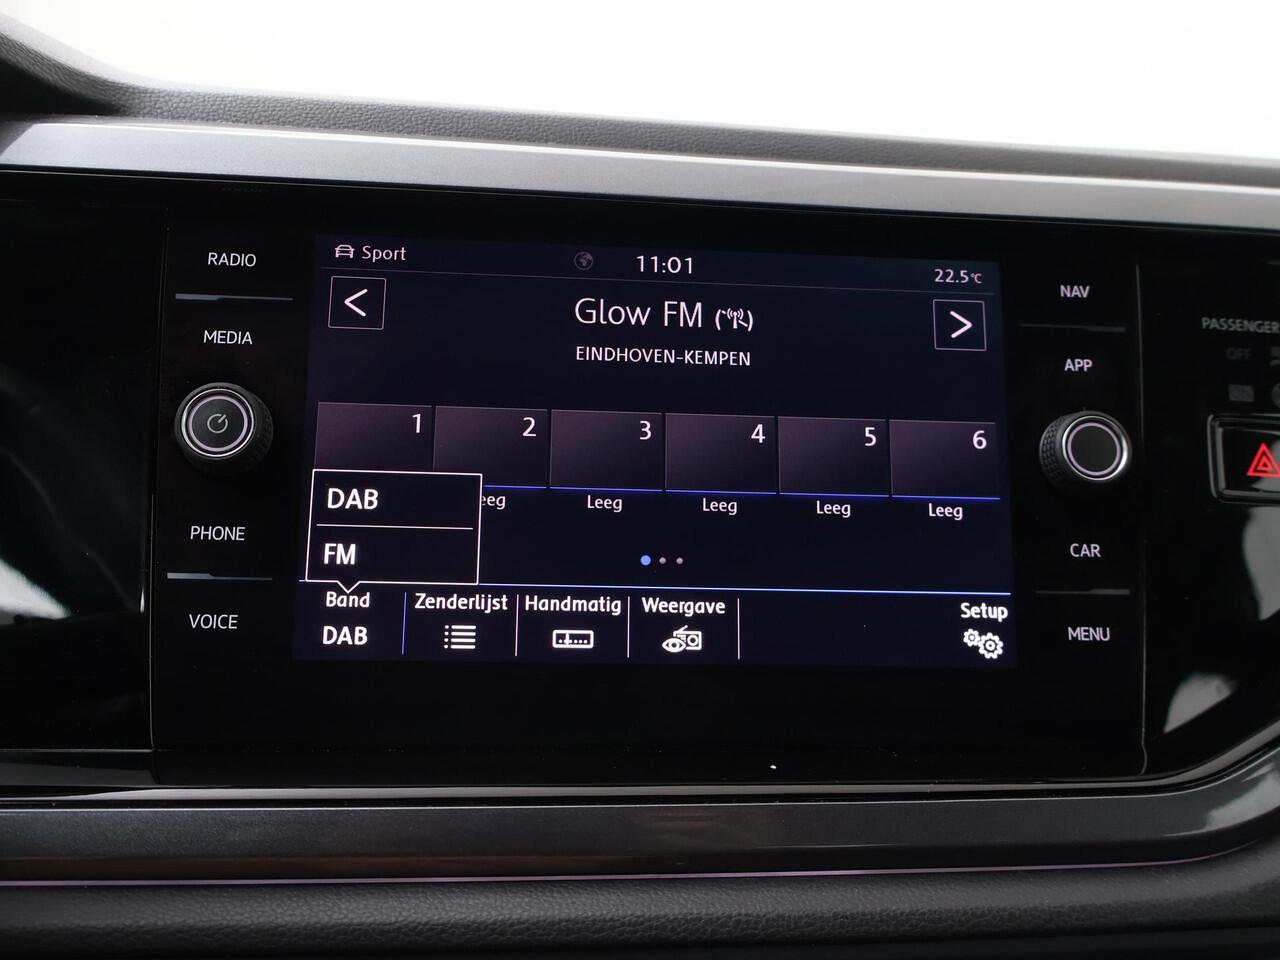 RADIO
MEDIA
PHONE
VOICE
Sport
11:01
22.5°C
<
Glow FM
>
EINDHOVEN-KEMPEN
1
2
3
4
5
6
eeg
Leeg
Leeg
Leeg
Leeg
DAB
FM
Band
DAB
Zenderlijst
Handmatig
Weergave
Setup
NAV
APP
CAR
MENU
PASSENGER
OFF